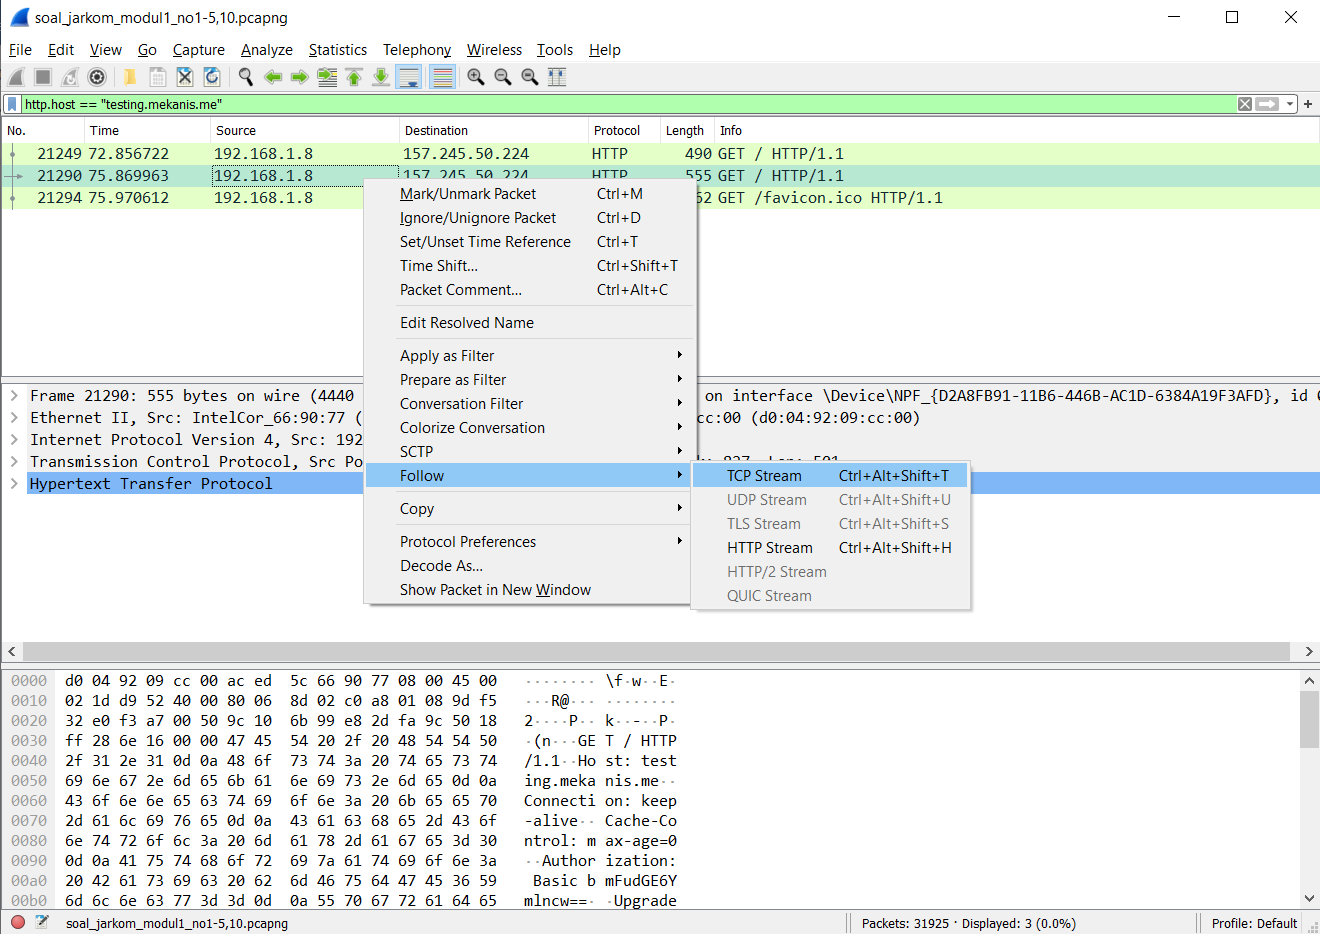 soal_jarkom_modul1_no1-5,10.pcapng
File Edit View Go Capture Analyze Statistics Telephony Wireless Tools Help
http.host == "testing.mekanis.me"
No. Time Source Destination Protocol Length Info
21249 72.856722 192.168.1.8 157.245.50.224 HTTP 490 GET / HTTP/1.1
21290 75.869963 192.168.1.8 157.245.50.224 HTTP 555 GET / HTTP/1.1
21294 75.970612 192.168.1.8 62 GET /favicon.ico HTTP/1.1
Mark/Unmark Packet Ctrl+M
Ignore/Unignore Packet Ctrl+D
Set/Unset Time Reference Ctrl+T
Time Shift... Ctrl+Shift+T
Packet Comment... Ctrl+Alt+C
Edit Resolved Name
Apply as Filter
Prepare as Filter
Conversation Filter
Colorize Conversation
SCTP
Follow
Copy
Protocol Preferences
Decode As...
Show Packet in New Window
TCP Stream Ctrl+Alt+Shift+T
UDP Stream Ctrl+Alt+Shift+U
TLS Stream Ctrl+Alt+Shift+S
HTTP Stream Ctrl+Alt+Shift+H
HTTP/2 Stream
QUIC Stream
Frame 21290: 555 bytes on wire (4440 on interface \Device\NPF_{D2A8FB91-11B6-446B-AC1D-6384A19F3AFD}, id
Ethernet II, Src: IntelCor_66:90:77 ( cc:00 (d0:04:92:09:cc:00)
Internet Protocol Version 4, Src: 192
Transmission Control Protocol, Src Po
Hypertext Transfer Protocol
0000 d0 04 92 09 cc 00 ac ed 5c 66 90 77 08 00 45 00 ········ \f·w··E·
0010 02 1d d9 52 40 00 80 06 8d 02 c0 a8 01 08 9d f5 ···R@··· ········
0020 32 e0 f3 a7 00 50 9c 10 6b 99 e8 2d fa 9c 50 18 2····P·· k··-··P·
0030 ff 28 6e 16 00 00 47 45 54 20 2f 20 48 54 54 50 ·(n···GE T / HTTP
0040 2f 31 2e 31 0d 0a 48 6f 73 74 3a 20 74 65 73 74 /1.1··Ho st: test
0050 69 6e 67 2e 6d 65 6b 61 6e 69 73 2e 6d 65 0d 0a ing.meka nis.me··
0060 43 6f 6e 6e 65 63 74 69 6f 6e 3a 20 6b 65 65 70 Connecti on: keep
0070 2d 61 6c 69 76 65 0d 0a 43 61 63 68 65 2d 43 6f -alive·· Cache-Co
0080 6e 74 72 6f 6c 3a 20 6d 61 78 2d 61 67 65 3d 30 ntrol: m ax-age=0
0090 0d 0a 41 75 74 68 6f 72 69 7a 61 74 69 6f 6e 3a ··Author ization:
00a0 20 42 61 73 69 63 20 62 6d 46 75 64 47 45 36 59 Basic b mFudGE6Y
00b0 6d 6c 6e 63 77 3d 3d 0d 0a 55 70 67 72 61 64 65 mlncw==· ·Upgrade
soal_jarkom_modul1_no1-5,10.pcapng
Packets: 31925 · Displayed: 3 (0.0%)
Profile: Default